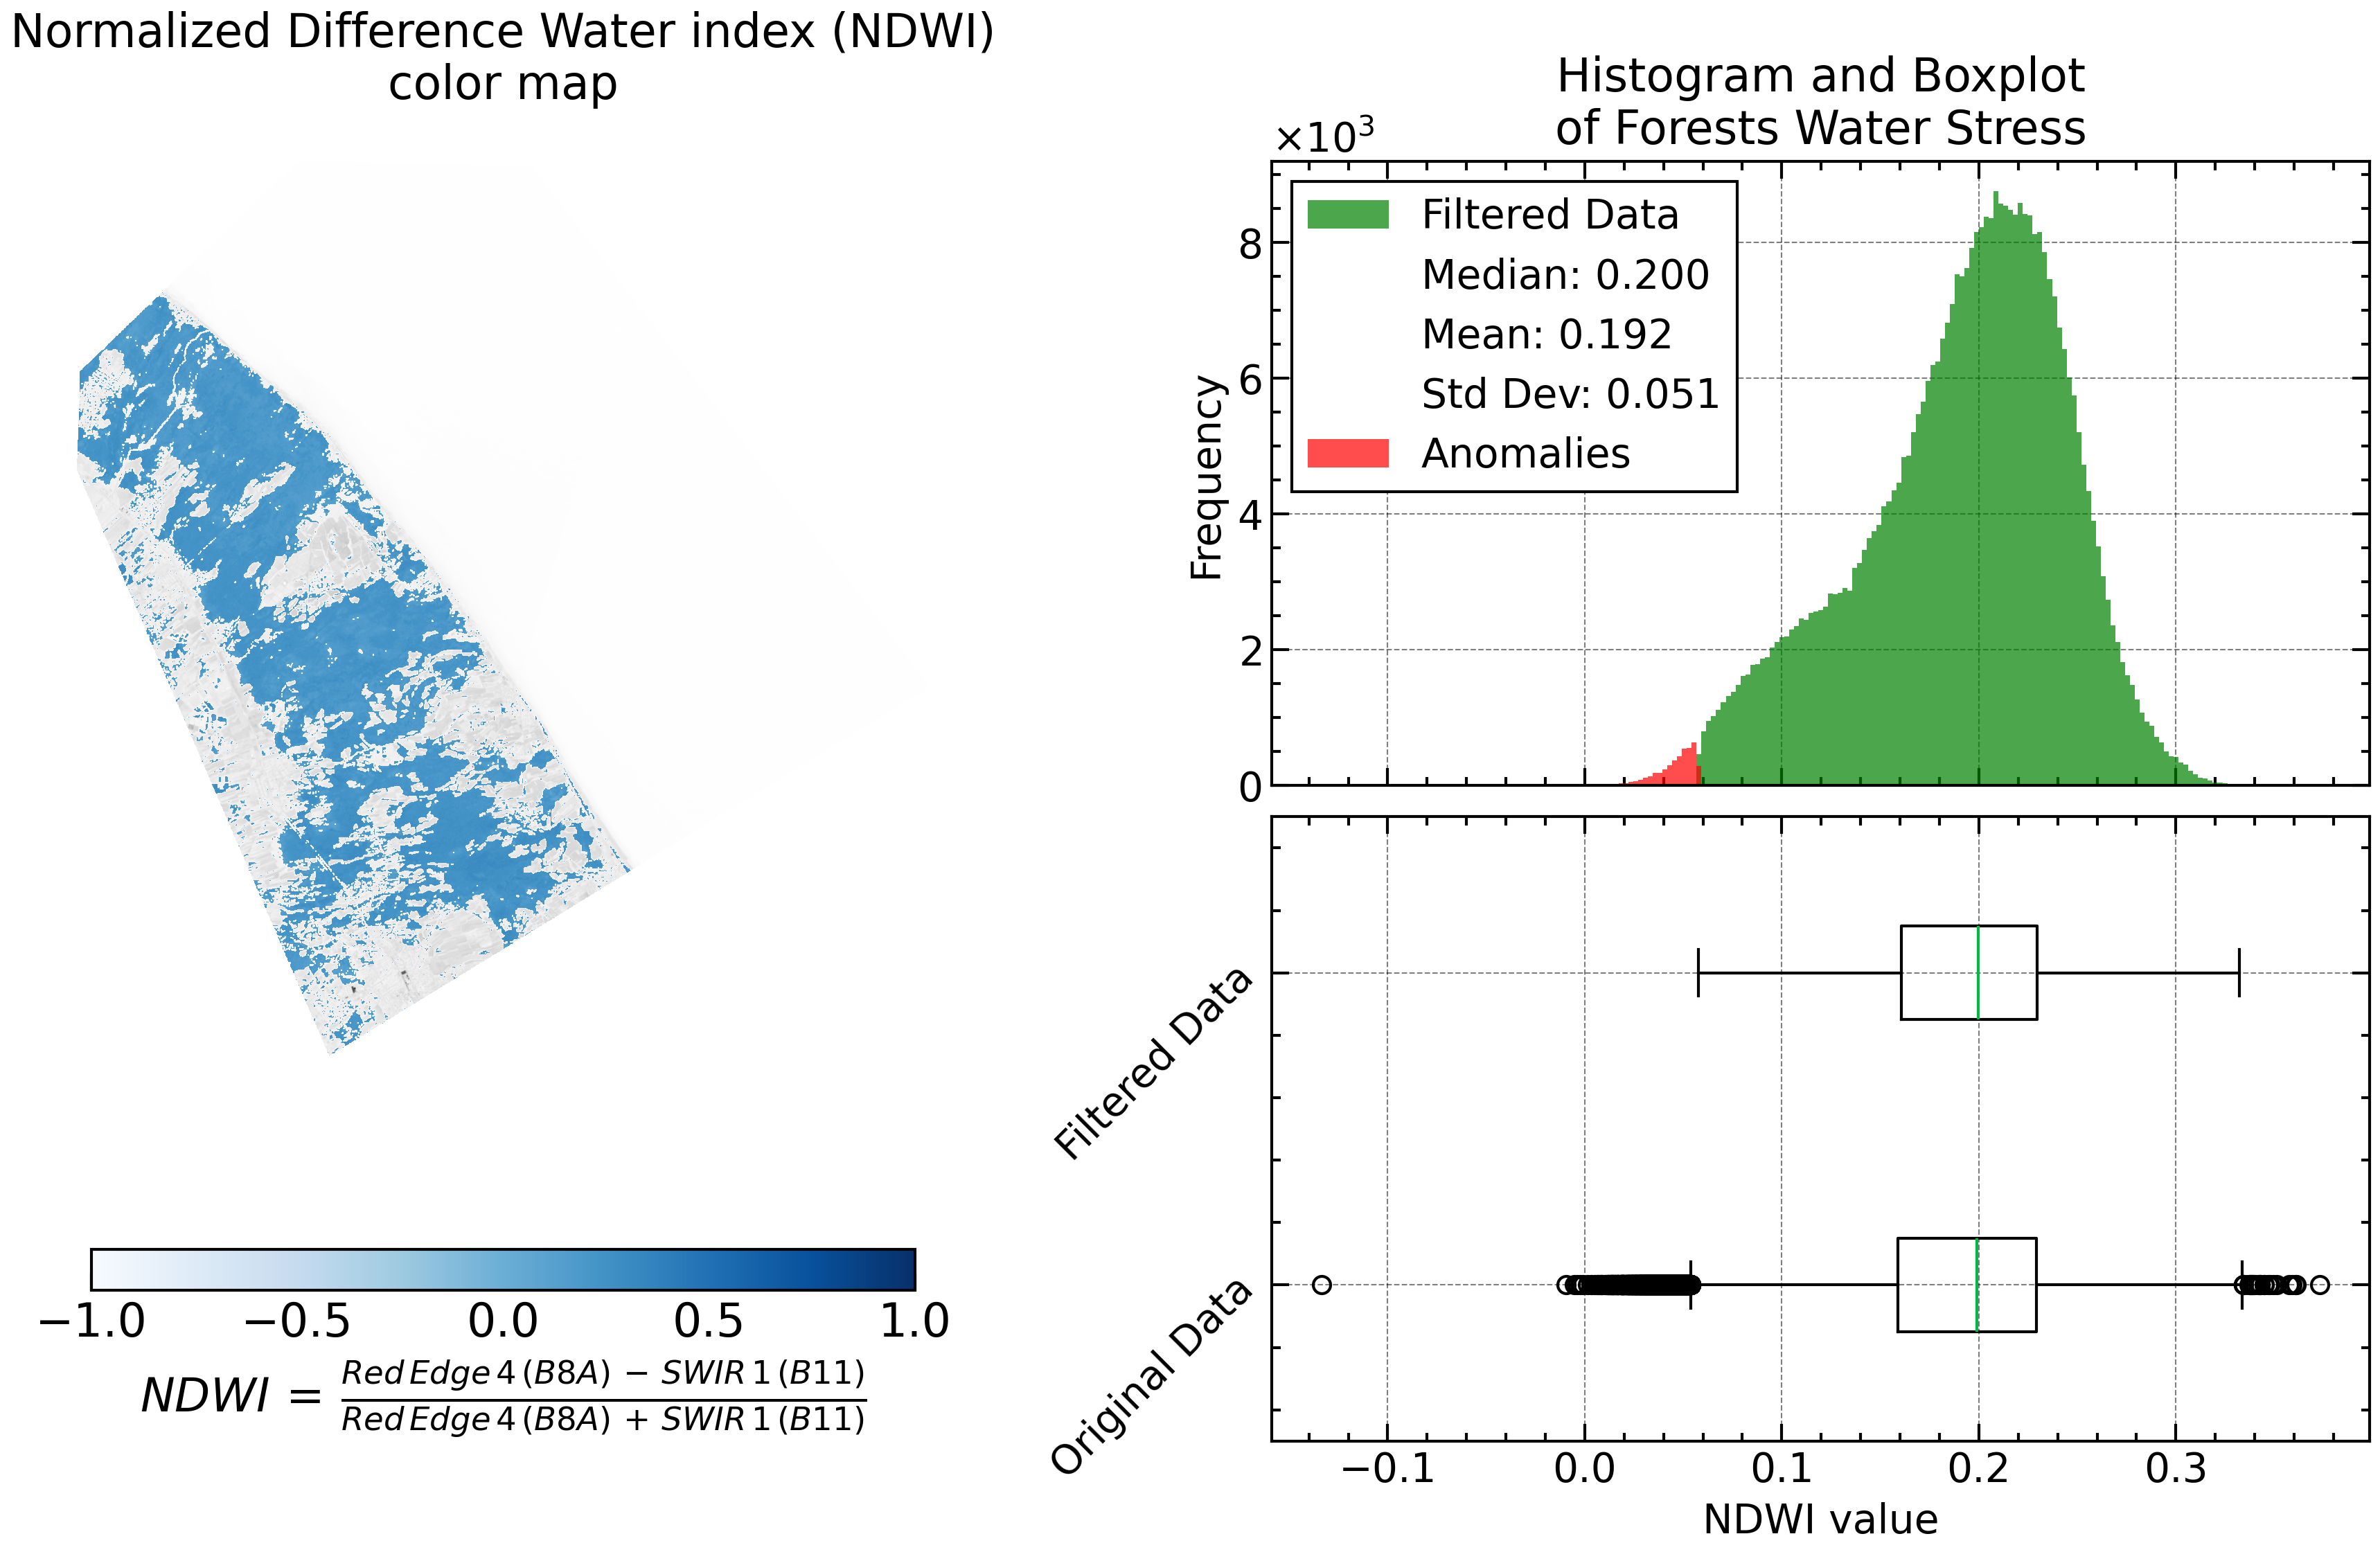 Normalized Difference Water index (NDWI)
color map
−1.0 −0.5 0.0 0.5 1.0
NDWI = Red Edge 4 (B8A) − SWIR 1 (B11)
Red Edge 4 (B8A) + SWIR 1 (B11)
Histogram and Boxplot
of Forests Water Stress
×10³
8
6
4
2
0
Frequency
Filtered Data
Median: 0.200
Mean: 0.192
Std Dev: 0.051
Anomalies
Filtered Data
Original Data
−0.1 0.0 0.1 0.2 0.3
NDWI value